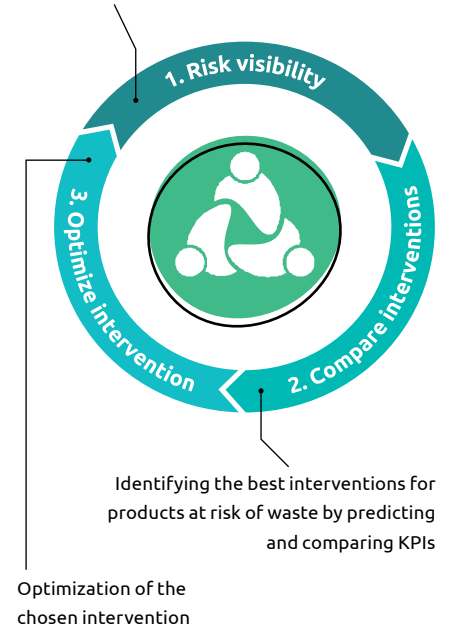 1. Risk visibility
2. Compare interventions
3. Optimize intervention
Identifying the best interventions for
products at risk of waste by predicting
and comparing KPIs
Optimization of the
chosen intervention